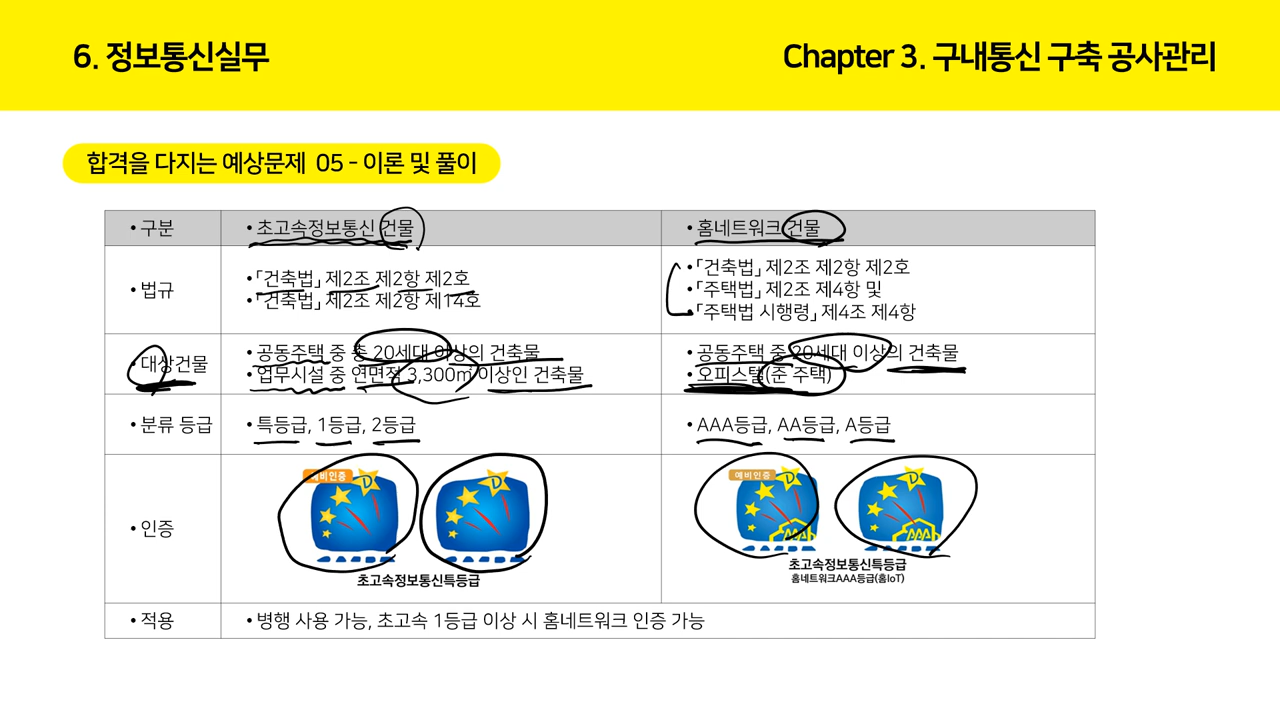 6. 정보통신실무
Chapter 3. 구내통신 구축 공사관리
합격을 다지는 예상문제 05 - 이론 및 풀이
• 구분
• 초고속정보통신 건물
• 홈네트워크 건물
• 법규
• 「건축법」 제2조 제2항 제2호
• 「건축법」 제2조 제2항 제14호
• 「건축법」 제2조 제2항 제2호
• 「주택법」 제2조 제4항 및
• 「주택법 시행령」 제4조 제4항
• 대상건물
• 공동주택 중 총 20세대 이상의 건축물
• 업무시설 중 연면적 3,300㎡ 이상인 건축물
• 공동주택 중 20세대 이상의 건축물
• 오피스텔(준 주택)
• 분류 등급
• 특등급, 1등급, 2등급
• AAA등급, AA등급, A등급
• 인증
예비인증
D
D
초고속정보통신특등급
예비인증
D
AAA
D
AAA
초고속정보통신특등급
홈네트워크AAA등급(홈IoT)
• 적용
• 병행 사용 가능, 초고속 1등급 이상 시 홈네트워크 인증 가능